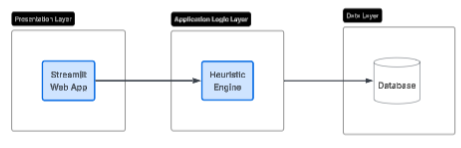 Presentation Layer
Application Logic Layer
Data Layer
Streamlit
Web App
Heuristic
Engine
Database